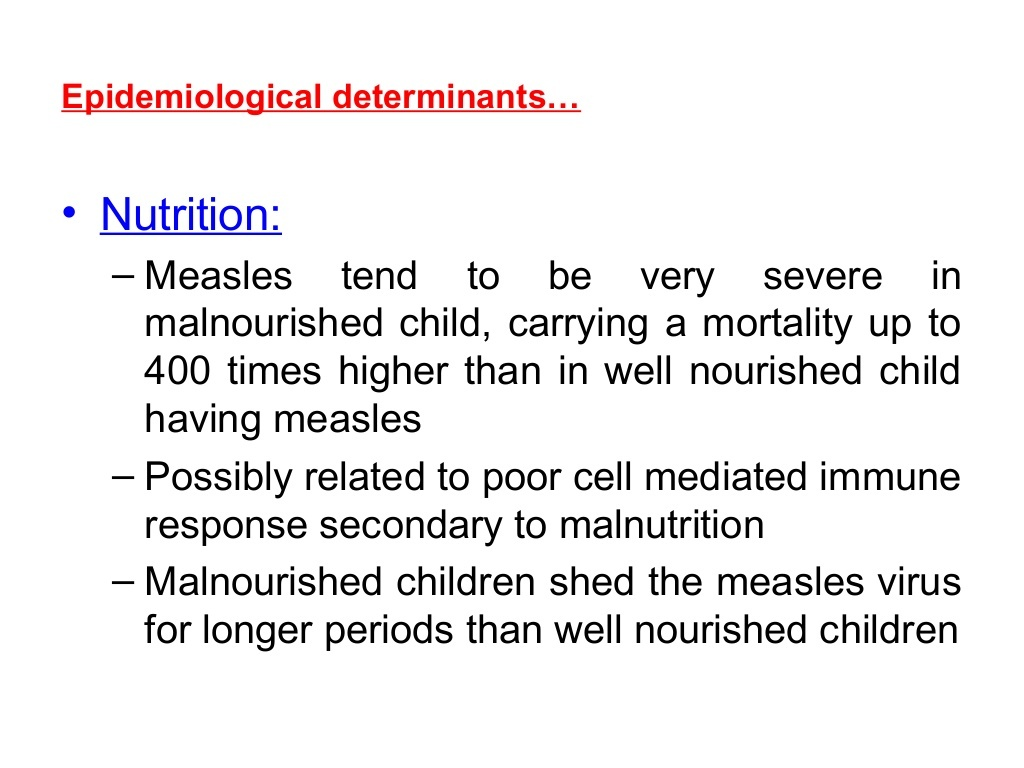 Epidemiological determinants…
• Nutrition:
– Measles tend to be very severe in
malnourished child, carrying a mortality up to
400 times higher than in well nourished child
having measles
– Possibly related to poor cell mediated immune
response secondary to malnutrition
– Malnourished children shed the measles virus
for longer periods than well nourished children